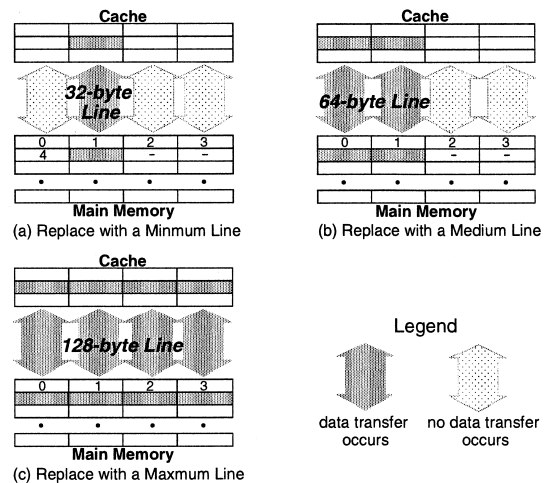 Cache
32-byte
Line
0 1 2 3
4 – –
Main Memory
(a) Replace with a Minmum Line
Cache
64-byte Line
0 1 2 3
– –
Main Memory
(b) Replace with a Medium Line
Cache
128-byte Line
0 1 2 3
Main Memory
(c) Replace with a Maxmum Line
Legend
data transfer
occurs
no data transfer
occurs